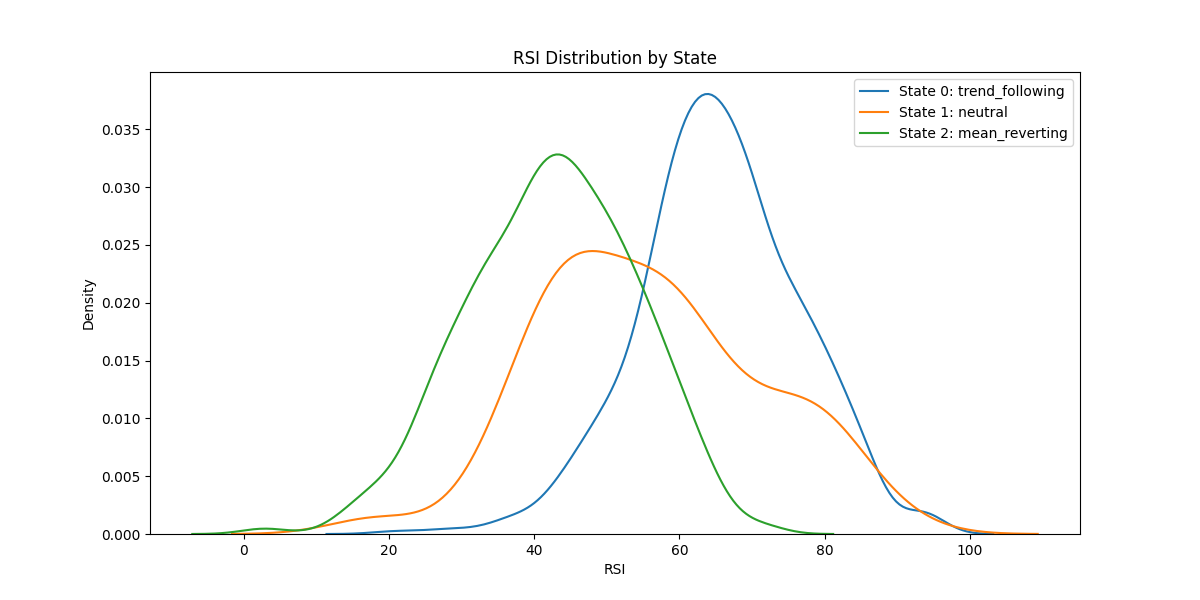 RSI Distribution by State
State 0: trend_following
State 1: neutral
State 2: mean_reverting
Density
0.035
0.030
0.025
0.020
0.015
0.010
0.005
0.000
0 20 40 60 80 100
RSI